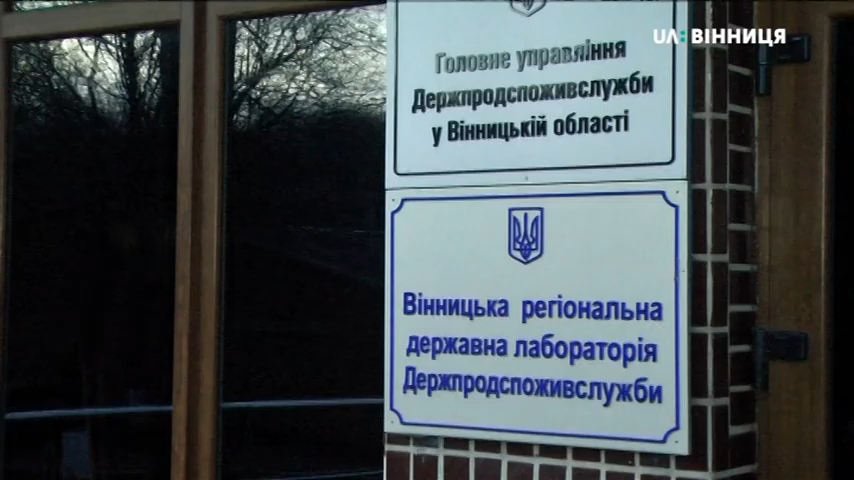 UA: ВІННИЦЯ
Головне управління
Держпродспоживслужби
у Вінницькій області
Вінницька регіональна
державна лабораторія
Держпродспоживслужби